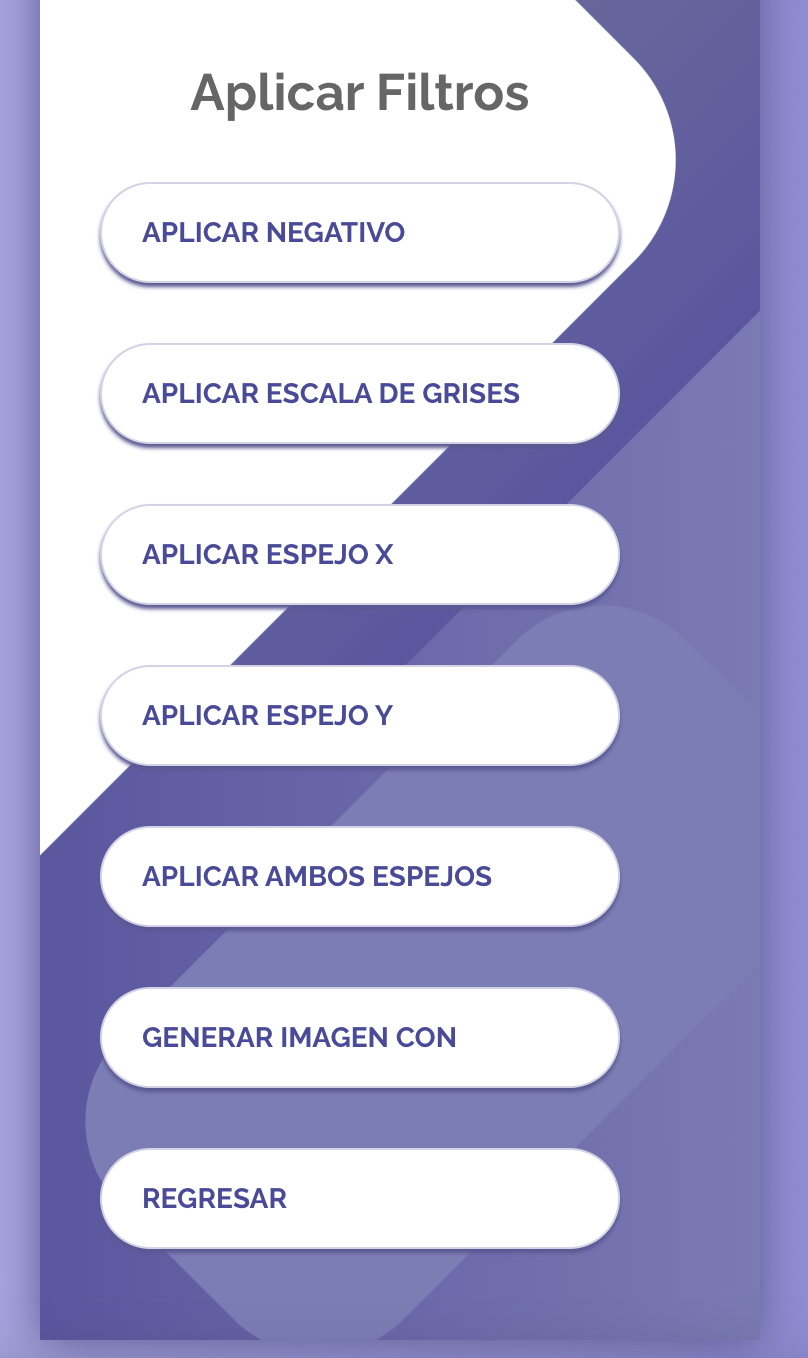 Aplicar Filtros
APLICAR NEGATIVO
APLICAR ESCALA DE GRISES
APLICAR ESPEJO X
APLICAR ESPEJO Y
APLICAR AMBOS ESPEJOS
GENERAR IMAGEN CON
REGRESAR